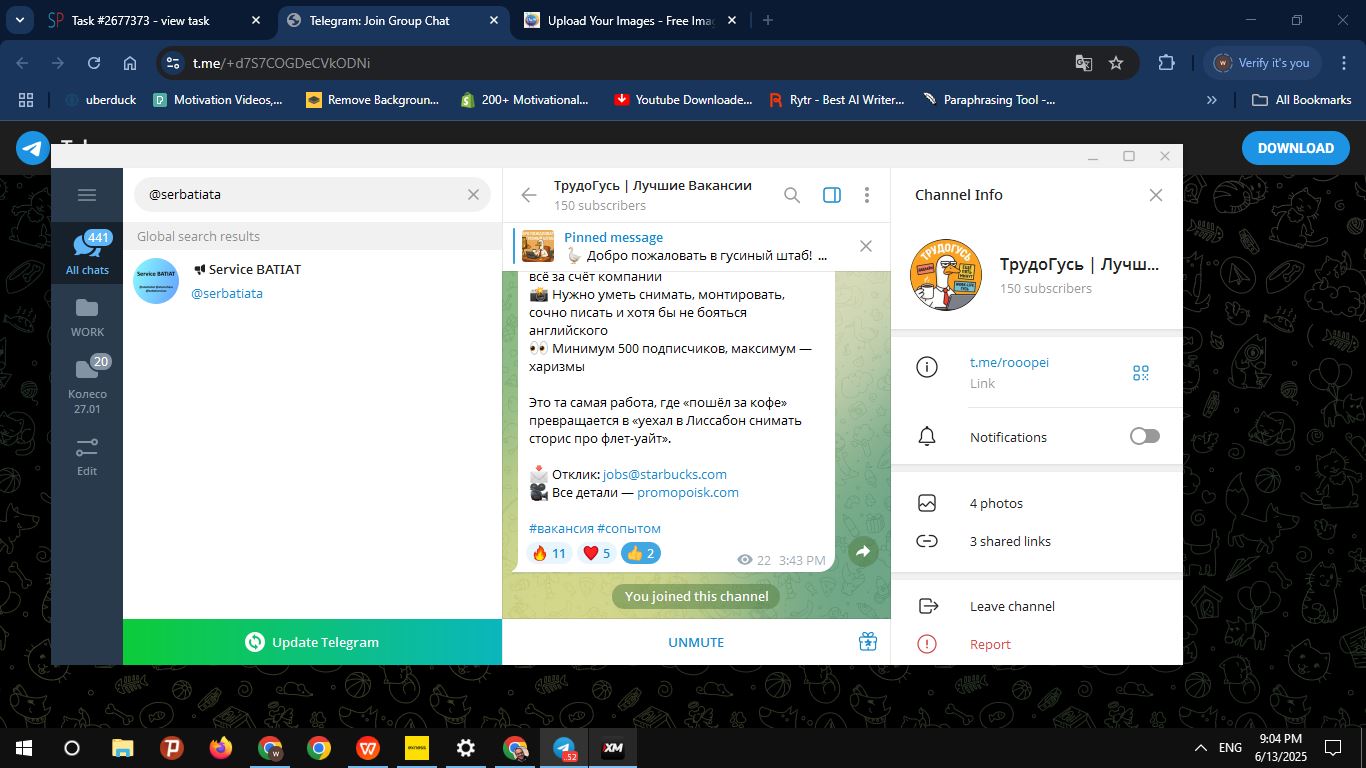 Task #2677373 - view task
Telegram: Join Group Chat
Upload Your Images - Free Imag
t.me/+d7S7COGDeCVkODNi
Verify it's you
uberduck
Motivation Videos,...
Remove Backgroun...
200+ Motivational...
Youtube Downloade...
Rytr - Best AI Writer...
Paraphrasing Tool -...
All Bookmarks
DOWNLOAD
@serbatiata
ТрудоГусь | Лучшие Вакансии
150 subscribers
Channel Info
441
All chats
Global search results
Service BATIAT
@serbatiata
WORK
20
Колесо
27.01
Edit
Update Telegram
Pinned message
Добро пожаловать в гусиный штаб! ...
всё за счёт компании
📸 Нужно уметь снимать, монтировать,
сочно писать и хотя бы не бояться
английского
👀 Минимум 500 подписчиков, максимум —
харизмы
Это та самая работа, где «пошёл за кофе»
превращается в «уехал в Лиссабон снимать
сторис про флет-уайт».
📩 Отклик: jobs@starbucks.com
🎥 Все детали — promopoisk.com
#вакансия #сопытом
🔥 11 ❤️ 5 👍 2
22 3:43 PM
You joined this channel
UNMUTE
ТРУДОГУСЬ
ТрудоГусь | Лучш...
150 subscribers
t.me/rooopei
Link
Notifications
4 photos
3 shared links
Leave channel
Report
.52
XM
ENG
9:04 PM
6/13/2025